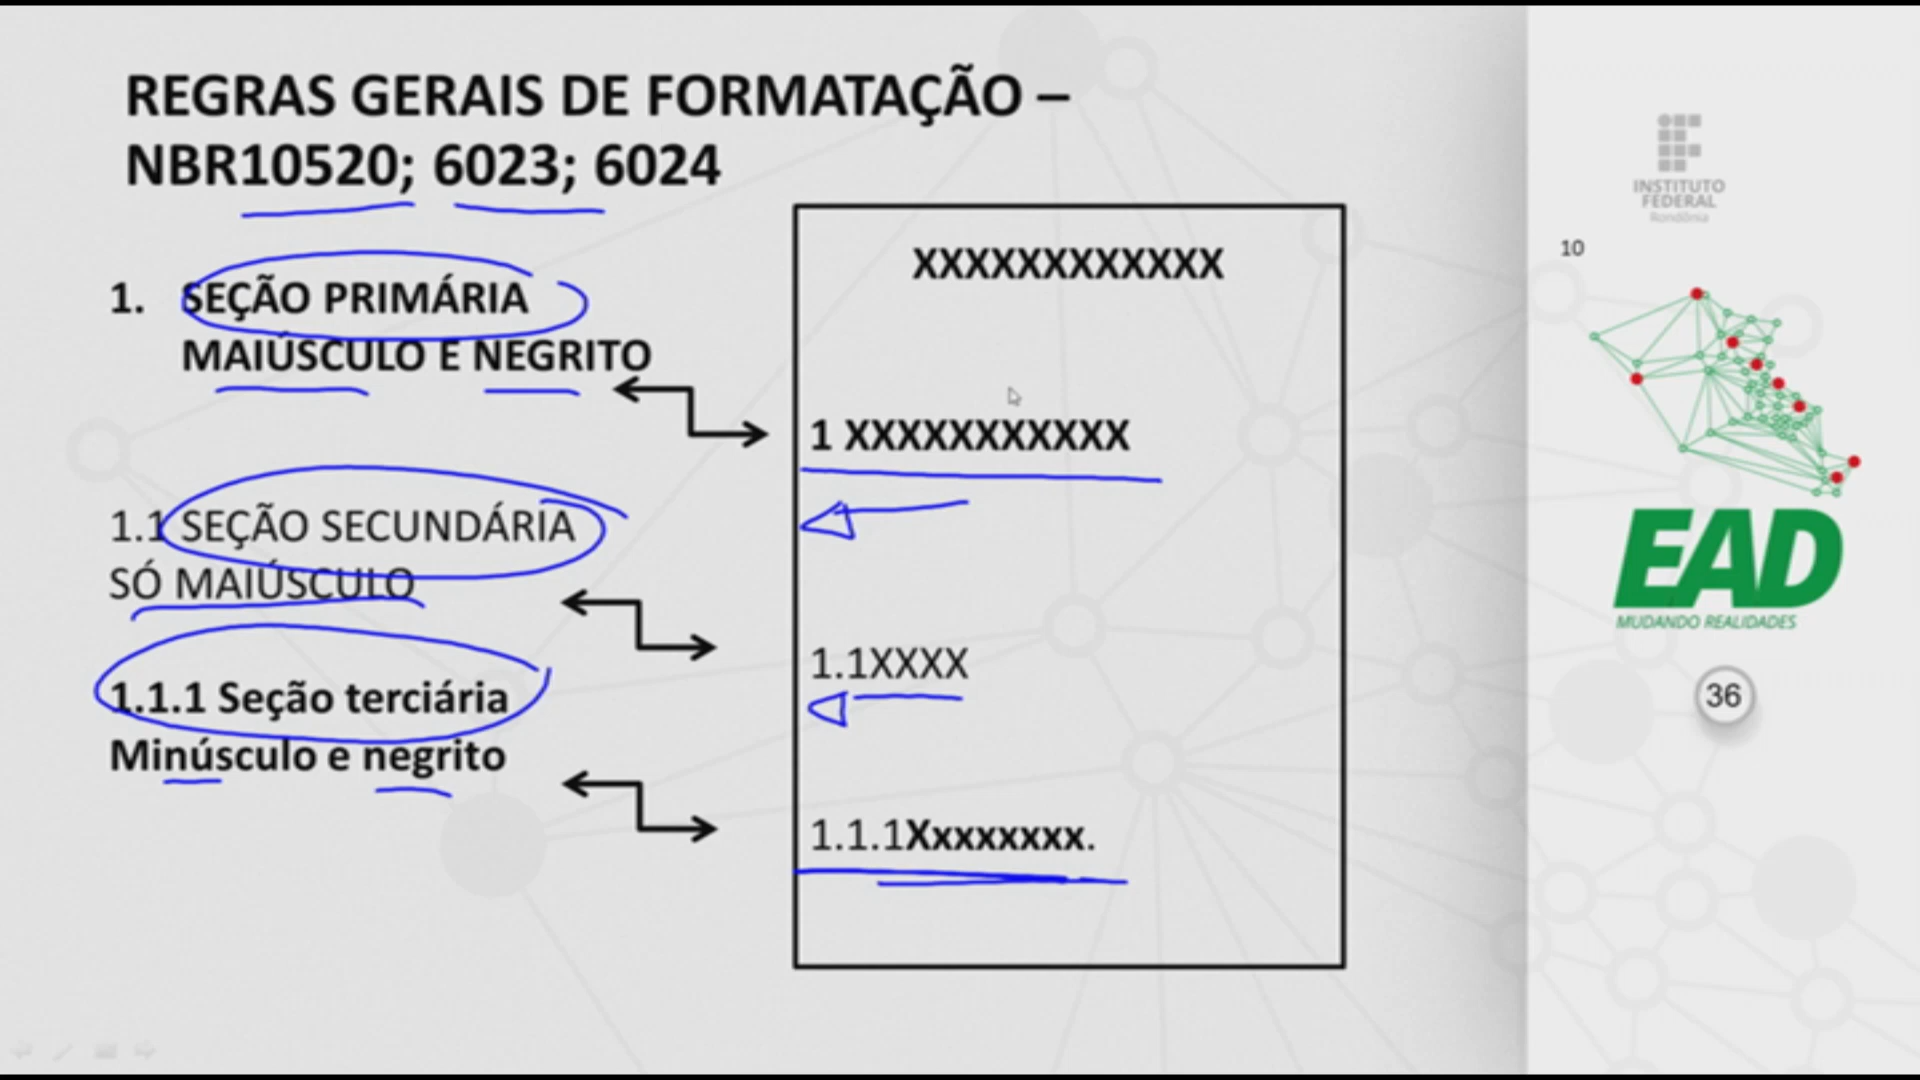 REGRAS GERAIS DE FORMATAÇÃO –
NBR10520; 6023; 6024
1. SEÇÃO PRIMÁRIA
MAIÚSCULO E NEGRITO
1.1 SEÇÃO SECUNDÁRIA
SÓ MAIÚSCULO
1.1.1 Seção terciária
Minúsculo e negrito
XXXXXXXXXXXX
1 XXXXXXXXXXX
1.1XXXX
1.1.1Xxxxxxxx.
INSTITUTO
FEDERAL
Rondônia
10
EAD
MUDANDO REALIDADES
36